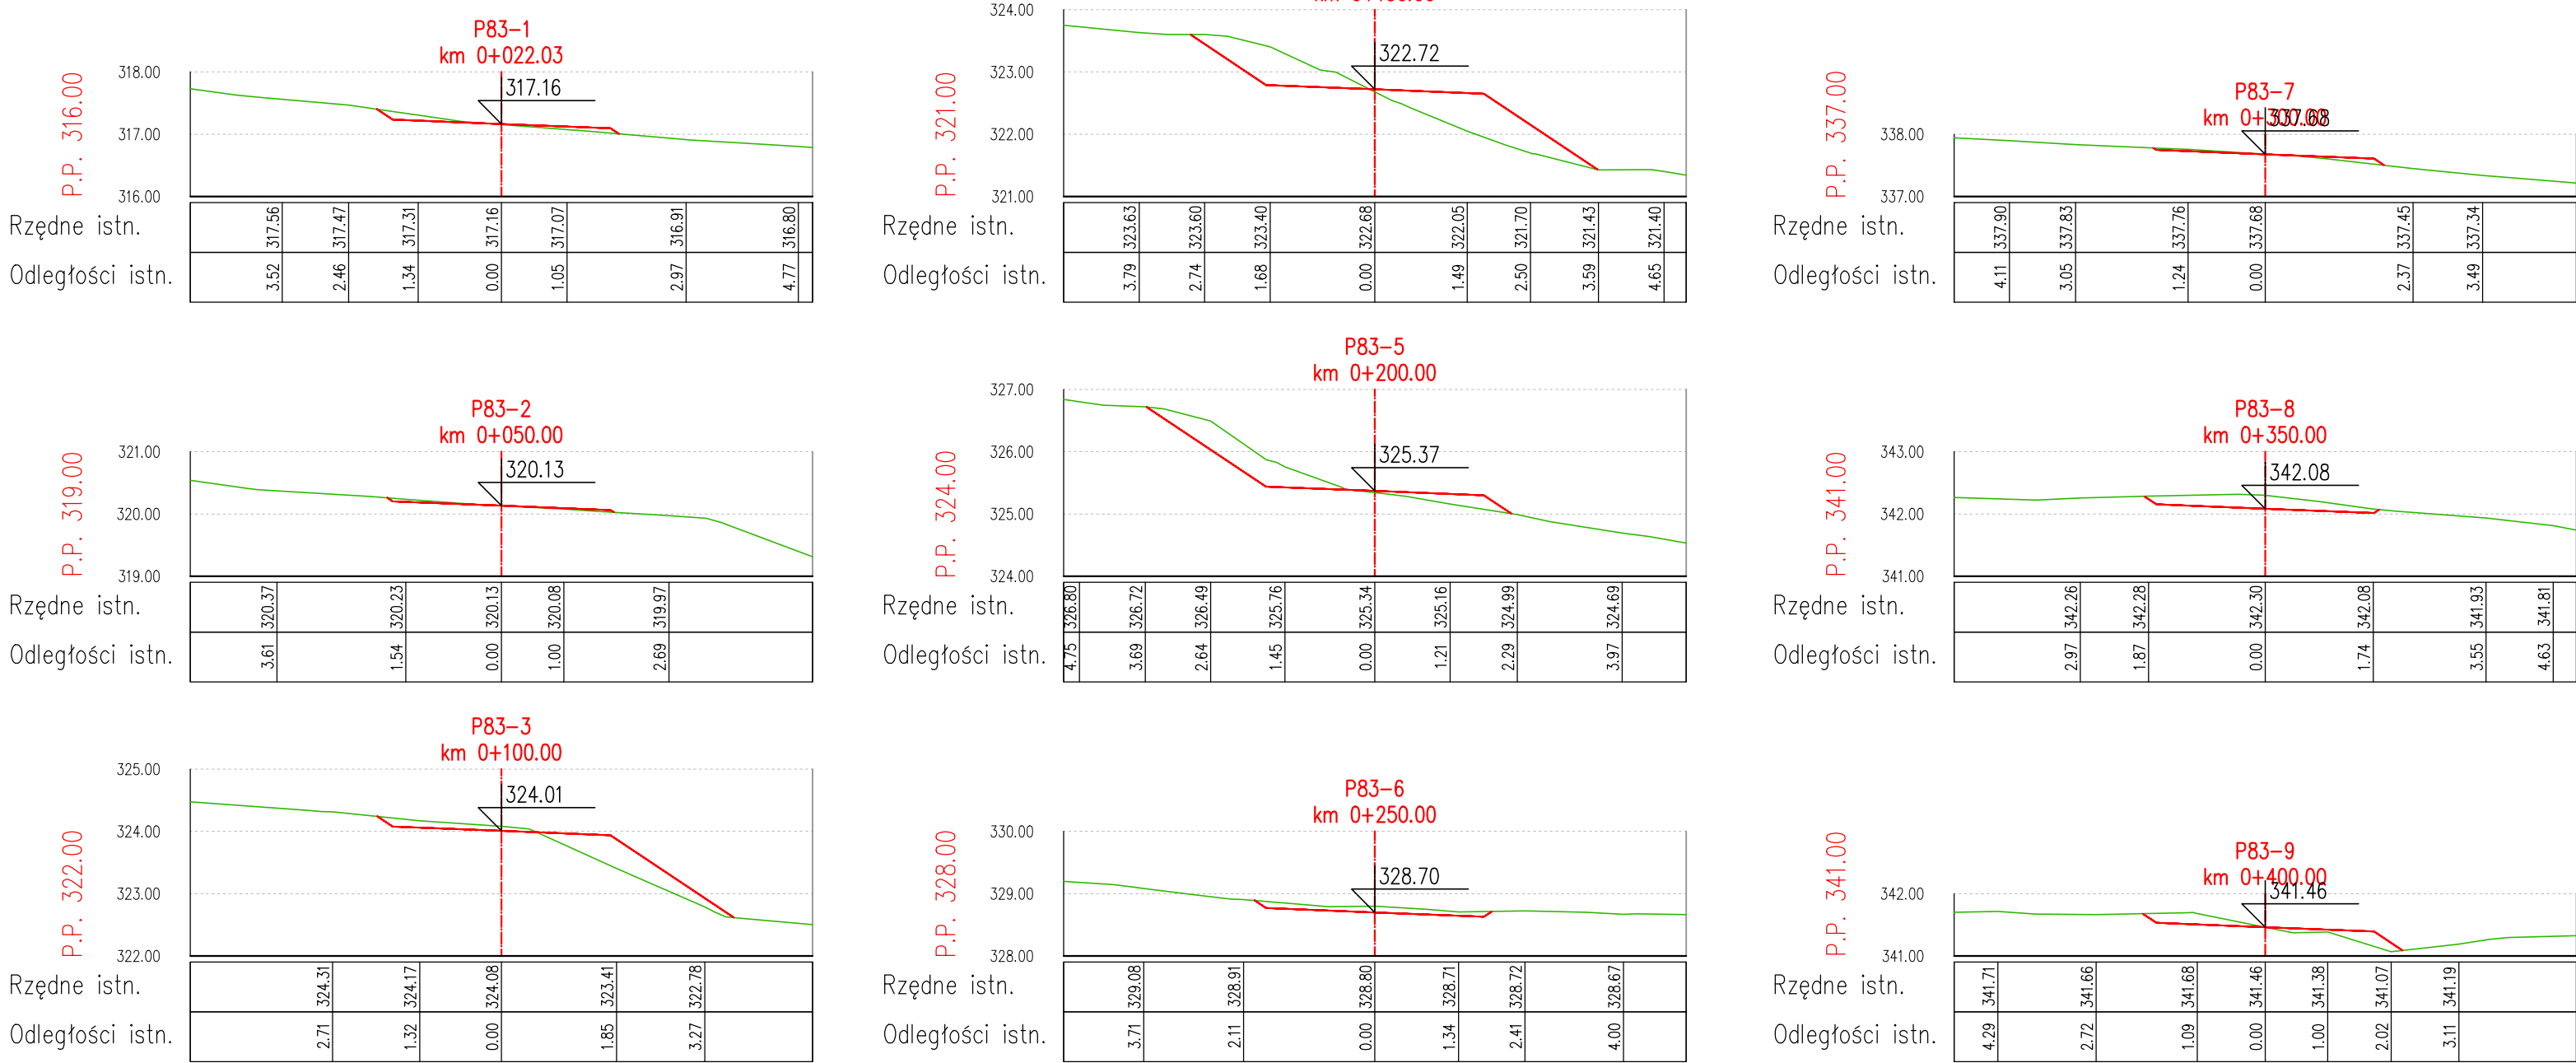 P83-1
km 0+022.03
P.P. 316.00
318.00
317.00
316.00
317.16
Rzędne istn.
317.56 317.47 317.31 317.16 317.07 316.91 316.80
Odległości istn.
3.52 2.46 1.34 0.00 1.05 2.97 4.77
P83-2
km 0+050.00
P.P. 319.00
321.00
320.00
319.00
320.13
Rzędne istn.
320.37 320.23 320.13 320.08 319.97
Odległości istn.
3.61 1.54 0.00 1.00 2.69
P83-3
km 0+100.00
P.P. 322.00
325.00
324.00
323.00
322.00
324.01
Rzędne istn.
324.31 324.17 324.08 323.41 322.78
Odległości istn.
2.71 1.32 0.00 1.85 3.27
P.P. 321.00
324.00
323.00
322.00
321.00
322.72
Rzędne istn.
323.63 323.60 323.40 322.68 322.05 321.70 321.43 321.40
Odległości istn.
3.79 2.74 1.68 0.00 1.49 2.50 3.59 4.65
P83-5
km 0+200.00
P.P. 324.00
327.00
326.00
325.00
324.00
325.37
Rzędne istn.
326.80 326.72 326.49 325.76 325.34 325.16 324.99 324.69
Odległości istn.
4.75 3.69 2.64 1.45 0.00 1.21 2.29 3.97
P83-6
km 0+250.00
P.P. 328.00
330.00
329.00
328.00
328.70
Rzędne istn.
329.08 328.91 328.80 328.71 328.72 328.67
Odległości istn.
3.71 2.11 0.00 1.34 2.41 4.00
P83-7
km 0+300.00
P.P. 337.00
338.00
337.00
337.68
Rzędne istn.
337.90 337.83 337.76 337.68 337.45 337.34
Odległości istn.
4.11 3.05 1.24 0.00 2.37 3.49
P83-8
km 0+350.00
P.P. 341.00
343.00
342.00
341.00
342.08
Rzędne istn.
342.26 342.28 342.30 342.08 341.93 341.81
Odległości istn.
2.97 1.87 0.00 1.74 3.55 4.63
P83-9
km 0+400.00
P.P. 341.00
342.00
341.00
341.46
Rzędne istn.
341.71 341.66 341.68 341.46 341.38 341.07 341.19
Odległości istn.
4.29 2.72 1.09 0.00 1.00 2.02 3.11